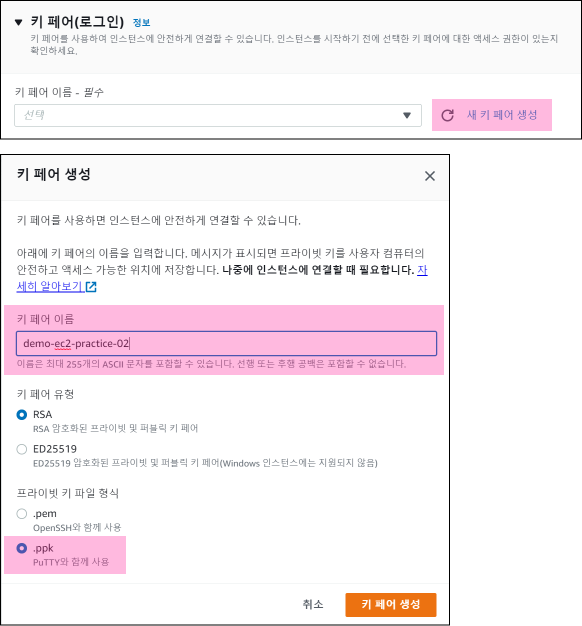 키 페어(로그인) 정보
키 페어를 사용하여 인스턴스에 안전하게 연결할 수 있습니다. 인스턴스를 시작하기 전에 선택한 키 페어에 대한 액세스 권한이 있는지
확인하세요.
키 페어 이름 - 필수
선택
새 키 페어 생성
키 페어 생성
키 페어를 사용하면 인스턴스에 안전하게 연결할 수 있습니다.
아래에 키 페어의 이름을 입력합니다. 메시지가 표시되면 프라이빗 키를 사용자 컴퓨터의
안전하고 액세스 가능한 위치에 저장합니다. 나중에 인스턴스에 연결할 때 필요합니다. 자
세히 알아보기
키 페어 이름
demo-ec2-practice-02
이름은 최대 255개의 ASCII 문자를 포함할 수 있습니다. 선행 또는 후행 공백은 포함할 수 없습니다.
키 페어 유형
RSA
RSA 암호화된 프라이빗 및 퍼블릭 키 페어
ED25519
ED25519 암호화된 프라이빗 및 퍼블릭 키 페어(Windows 인스턴스에는 지원되지 않음)
프라이빗 키 파일 형식
.pem
OpenSSH와 함께 사용
.ppk
PuTTY와 함께 사용
취소
키 페어 생성